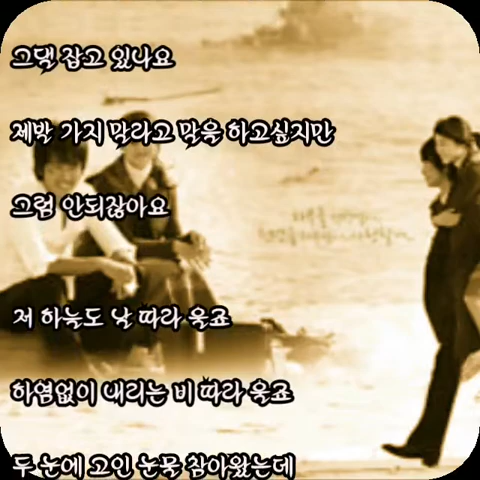 그댈 잡고 있나요
제발 가지 말라고 말을 하고싶지만
그럼 안되잖아요
저 하늘도 날 따라 울죠
하염없이 내리는 비 따라 울죠
두 눈에 고인 눈물 참아왔는데